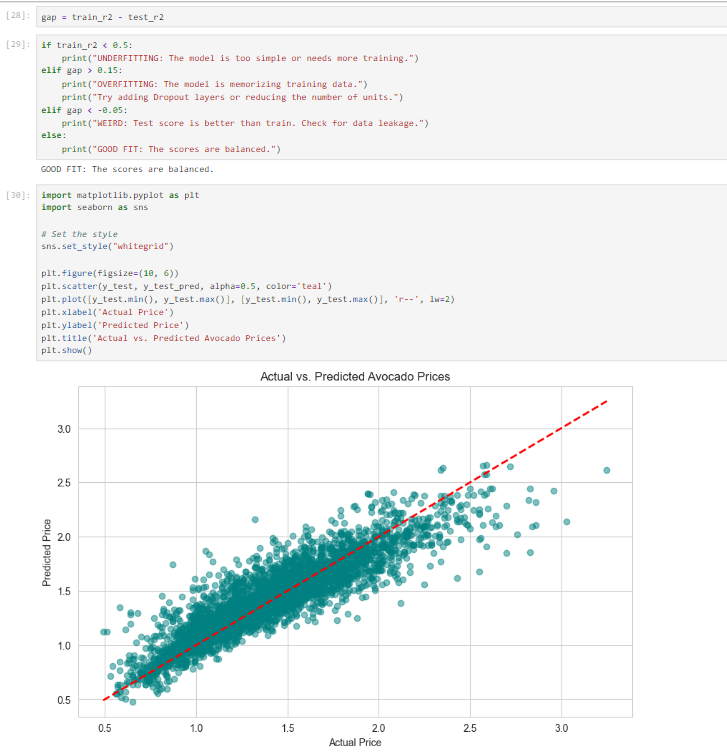 [28]: gap = train_r2 - test_r2
[29]: if train_r2 < 0.5:
    print("UNDERFITTING: The model is too simple or needs more training.")
elif gap > 0.15:
    print("OVERFITTING: The model is memorizing training data.")
    print("Try adding Dropout layers or reducing the number of units.")
elif gap < -0.05:
    print("WEIRD: Test score is better than train. Check for data leakage.")
else:
    print("GOOD FIT: The scores are balanced.")
GOOD FIT: The scores are balanced.
[30]: import matplotlib.pyplot as plt
import seaborn as sns
# Set the style
sns.set_style("whitegrid")
plt.figure(figsize=(10, 6))
plt.scatter(y_test, y_test_pred, alpha=0.5, color='teal')
plt.plot([y_test.min(), y_test.max()], [y_test.min(), y_test.max()], 'r--', lw=2)
plt.xlabel('Actual Price')
plt.ylabel('Predicted Price')
plt.title('Actual vs. Predicted Avocado Prices')
plt.show()
Actual vs. Predicted Avocado Prices
3.0
2.5
2.0
1.5
1.0
0.5
Predicted Price
0.5 1.0 1.5 2.0 2.5 3.0
Actual Price